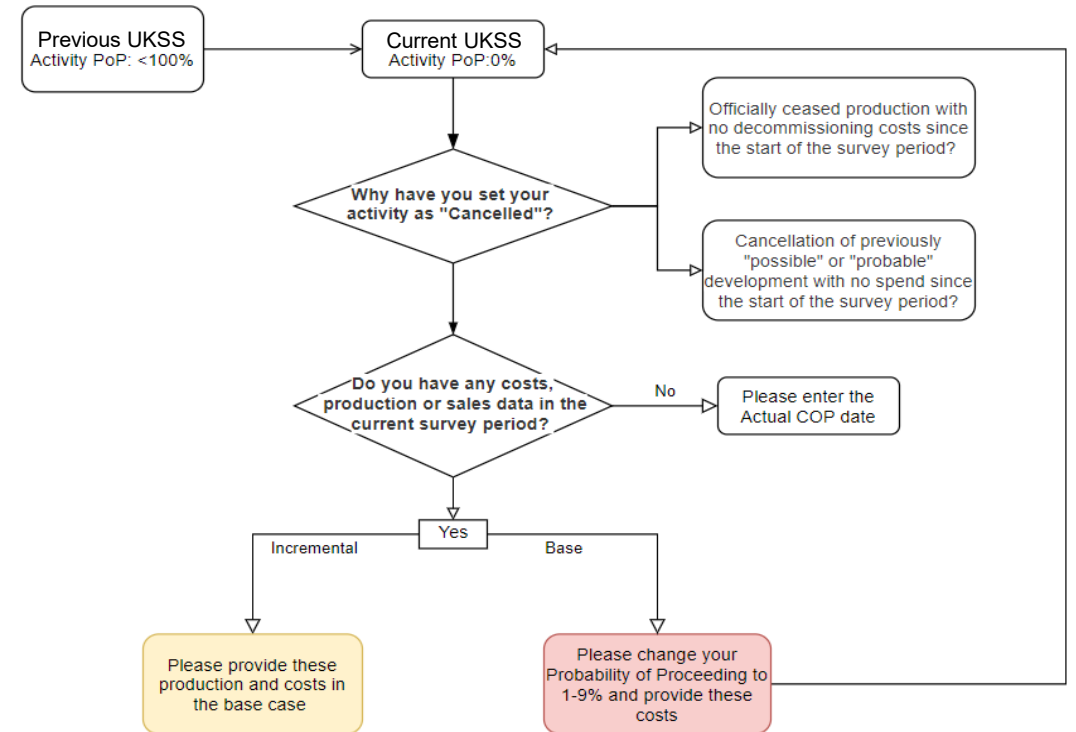 Previous UKSS
Activity PoP: <100%
Current UKSS
Activity PoP:0%
Officially ceased production with
no decommissioning costs since
the start of the survey period?
Why have you set your
activity as "Cancelled"?
Cancellation of previously
"possible" or "probable"
development with no spend since
the start of the survey period?
Do you have any costs,
production or sales data in the
current survey period?
No
Please enter the
Actual COP date
Yes
Incremental
Base
Please provide these
production and costs in
the base case
Please change your
Probability of Proceeding to
1-9% and provide these
costs